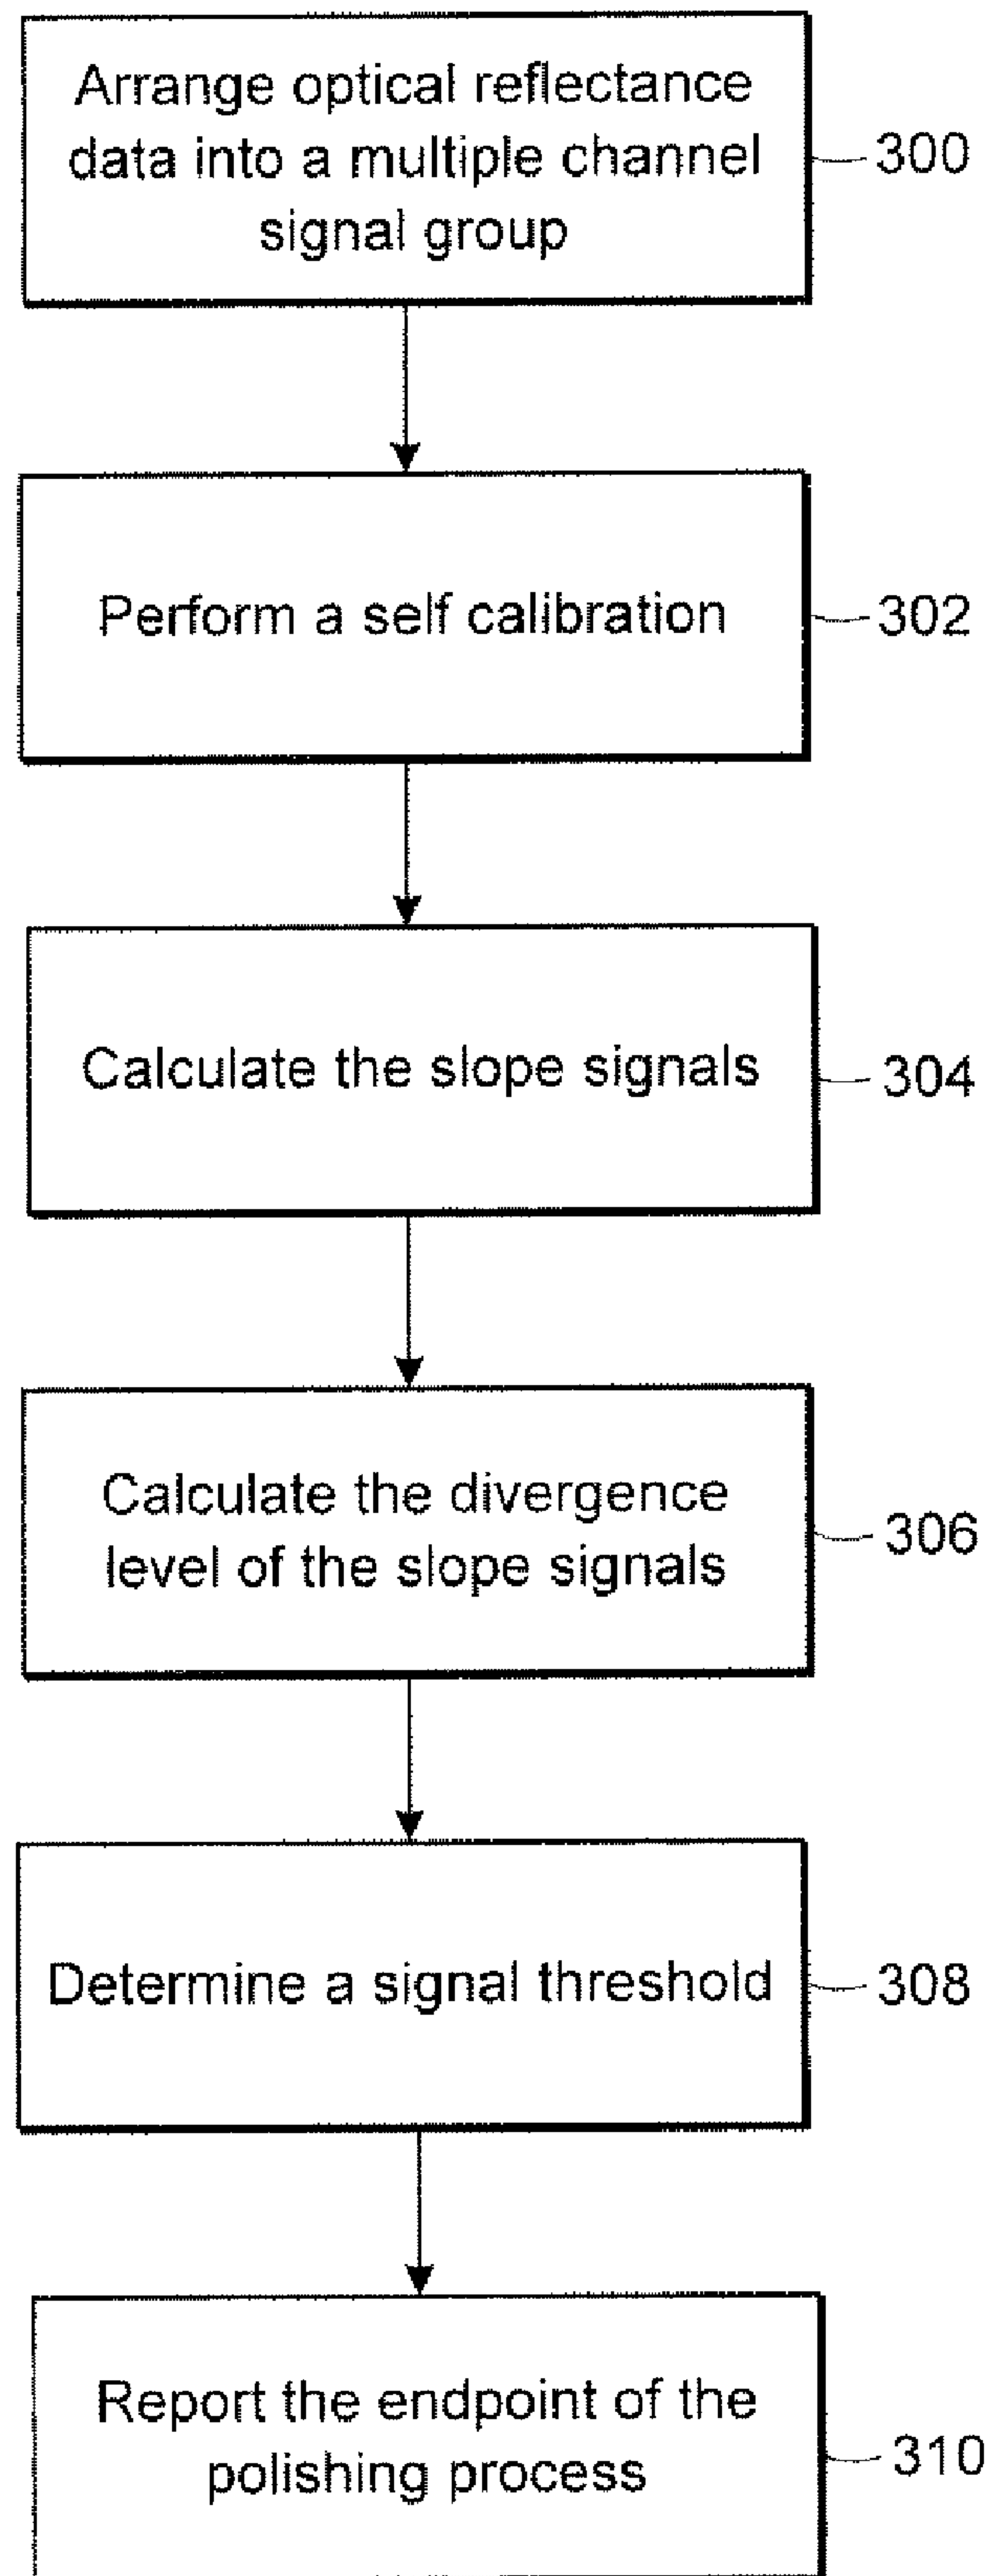 Arrange optical reflectance
data into a multiple channel
signal group
300
Perform a self calibration
302
Calculate the slope signals
304
Calculate the divergence
level of the slope signals
306
Determine a signal threshold
308
Report the endpoint of the
polishing process
310